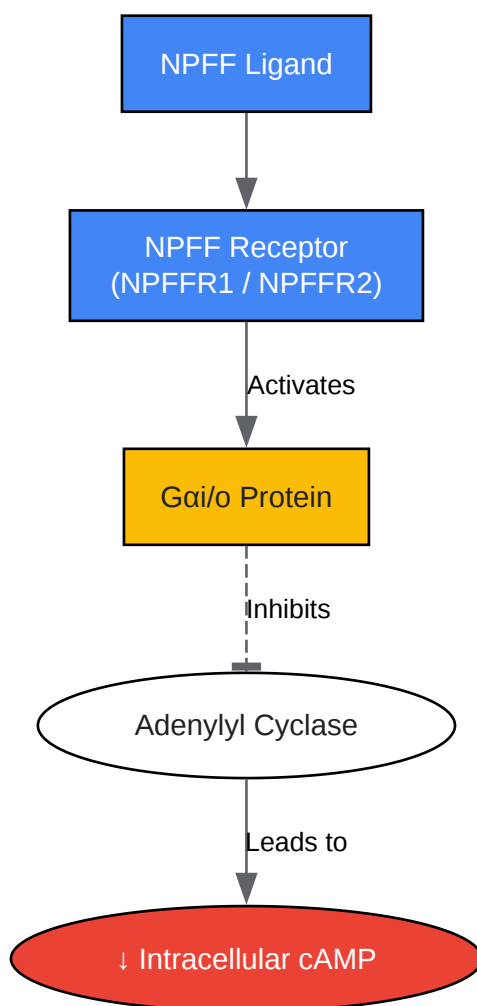 NPFF Ligand
NPFF Receptor
(NPFFR1 / NPFFR2)
Activates
Gαi/o Protein
Inhibits
Adenylyl Cyclase
Leads to
↓ Intracellular cAMP